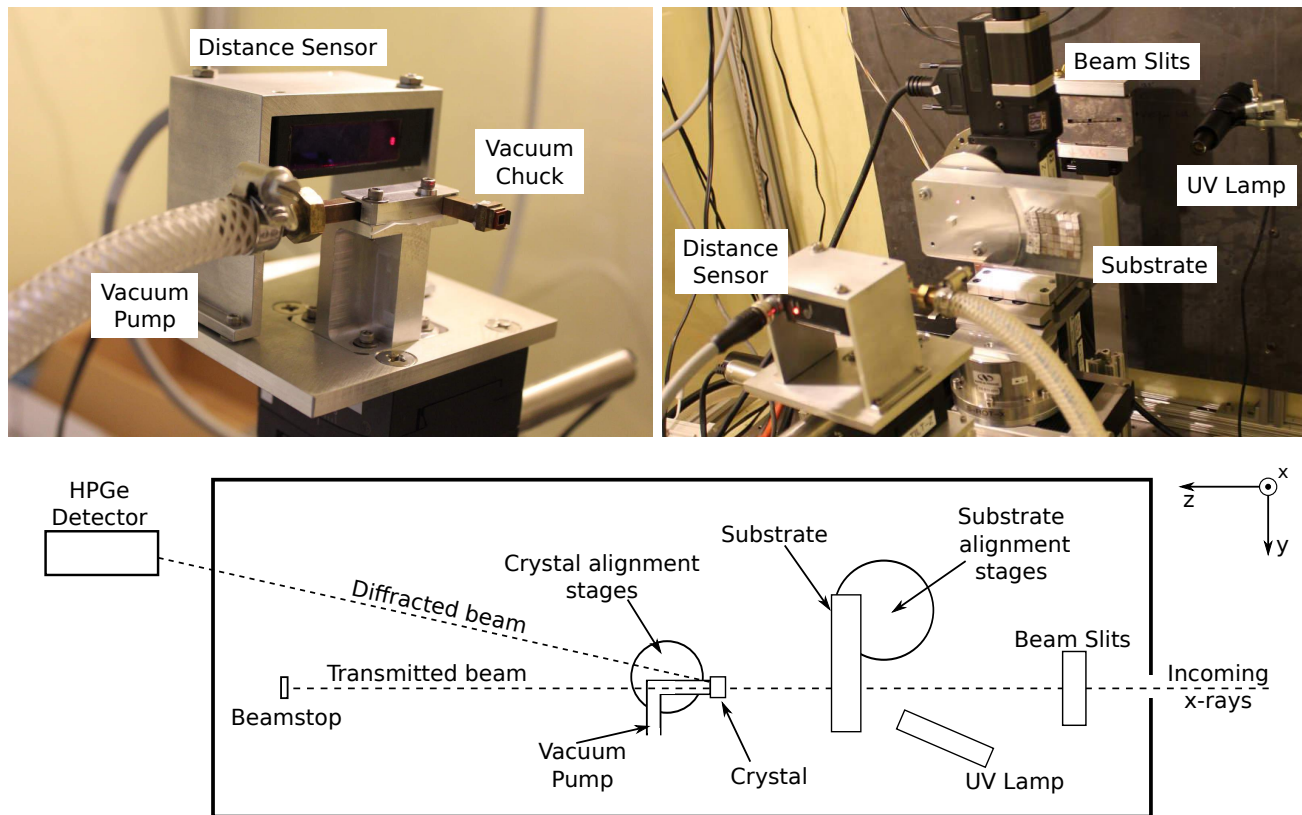 Distance Sensor
Vacuum
Chuck
Vacuum
Pump
Beam Slits
UV Lamp
Distance
Sensor
Substrate
HPGe
Detector
Diffracted beam
Transmitted beam
Beamstop
Crystal alignment
stages
Vacuum
Pump
Crystal
Substrate
Substrate
alignment
stages
Beam Slits
UV Lamp
Incoming
x-rays
x
z
y